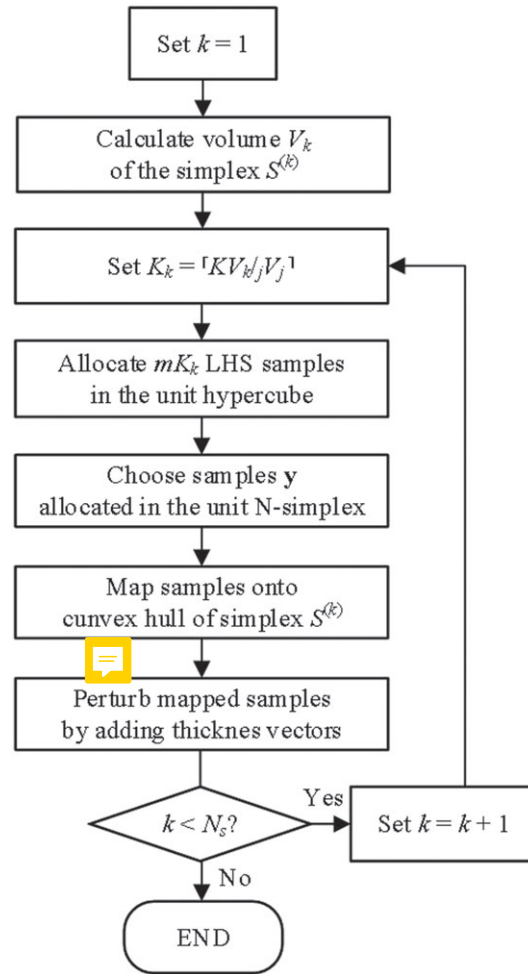 Set k = 1
Calculate volume V_k
of the simplex S^(k)
Set K_k = ⌈KV_k/_jV_j⌉
Allocate mK_k LHS samples
in the unit hypercube
Choose samples y
allocated in the unit N-simplex
Map samples onto
cunvex hull of simplex S^(k)
Perturb mapped samples
by adding thicknes vectors
k < N_s?
Yes
Set k = k + 1
No
END